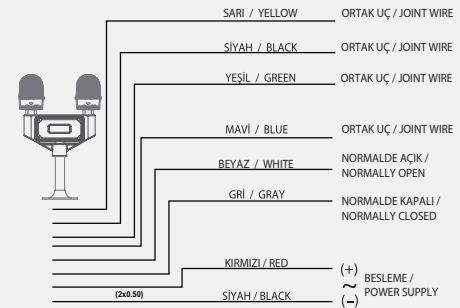 SARI / YELLOW ORTAK UÇ / JOINT WIRE
SİYAH / BLACK ORTAK UÇ / JOINT WIRE
YEŞİL / GREEN ORTAK UÇ / JOINT WIRE
MAVİ / BLUE ORTAK UÇ / JOINT WIRE
BEYAZ / WHITE NORMALDE AÇIK /
NORMALLY OPEN
GRİ / GRAY NORMALDE KAPALI /
NORMALLY CLOSED
KIRMIZI / RED (+)
~ BESLEME /
POWER SUPPLY
(2x0.50) SİYAH / BLACK (-)